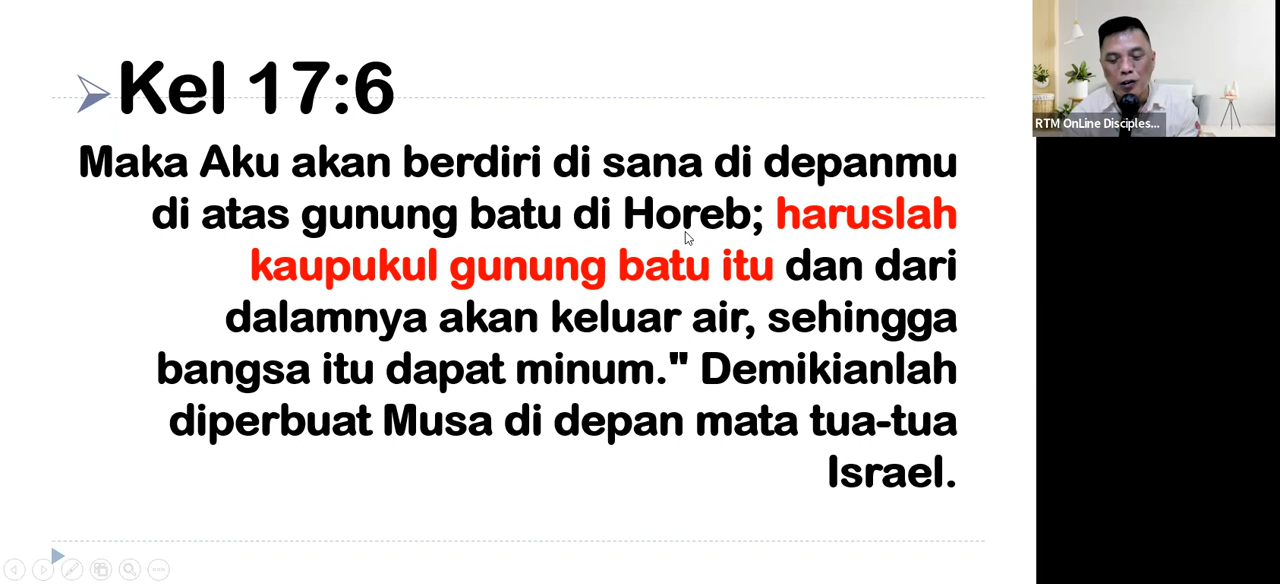 Kel 17:6
Maka Aku akan berdiri di sana di depanmu
di atas gunung batu di Horeb; haruslah
kaupukul gunung batu itu dan dari
dalamnya akan keluar air, sehingga
bangsa itu dapat minum." Demikianlah
diperbuat Musa di depan mata tua-tua
Israel.
RTM OnLine Disciples...